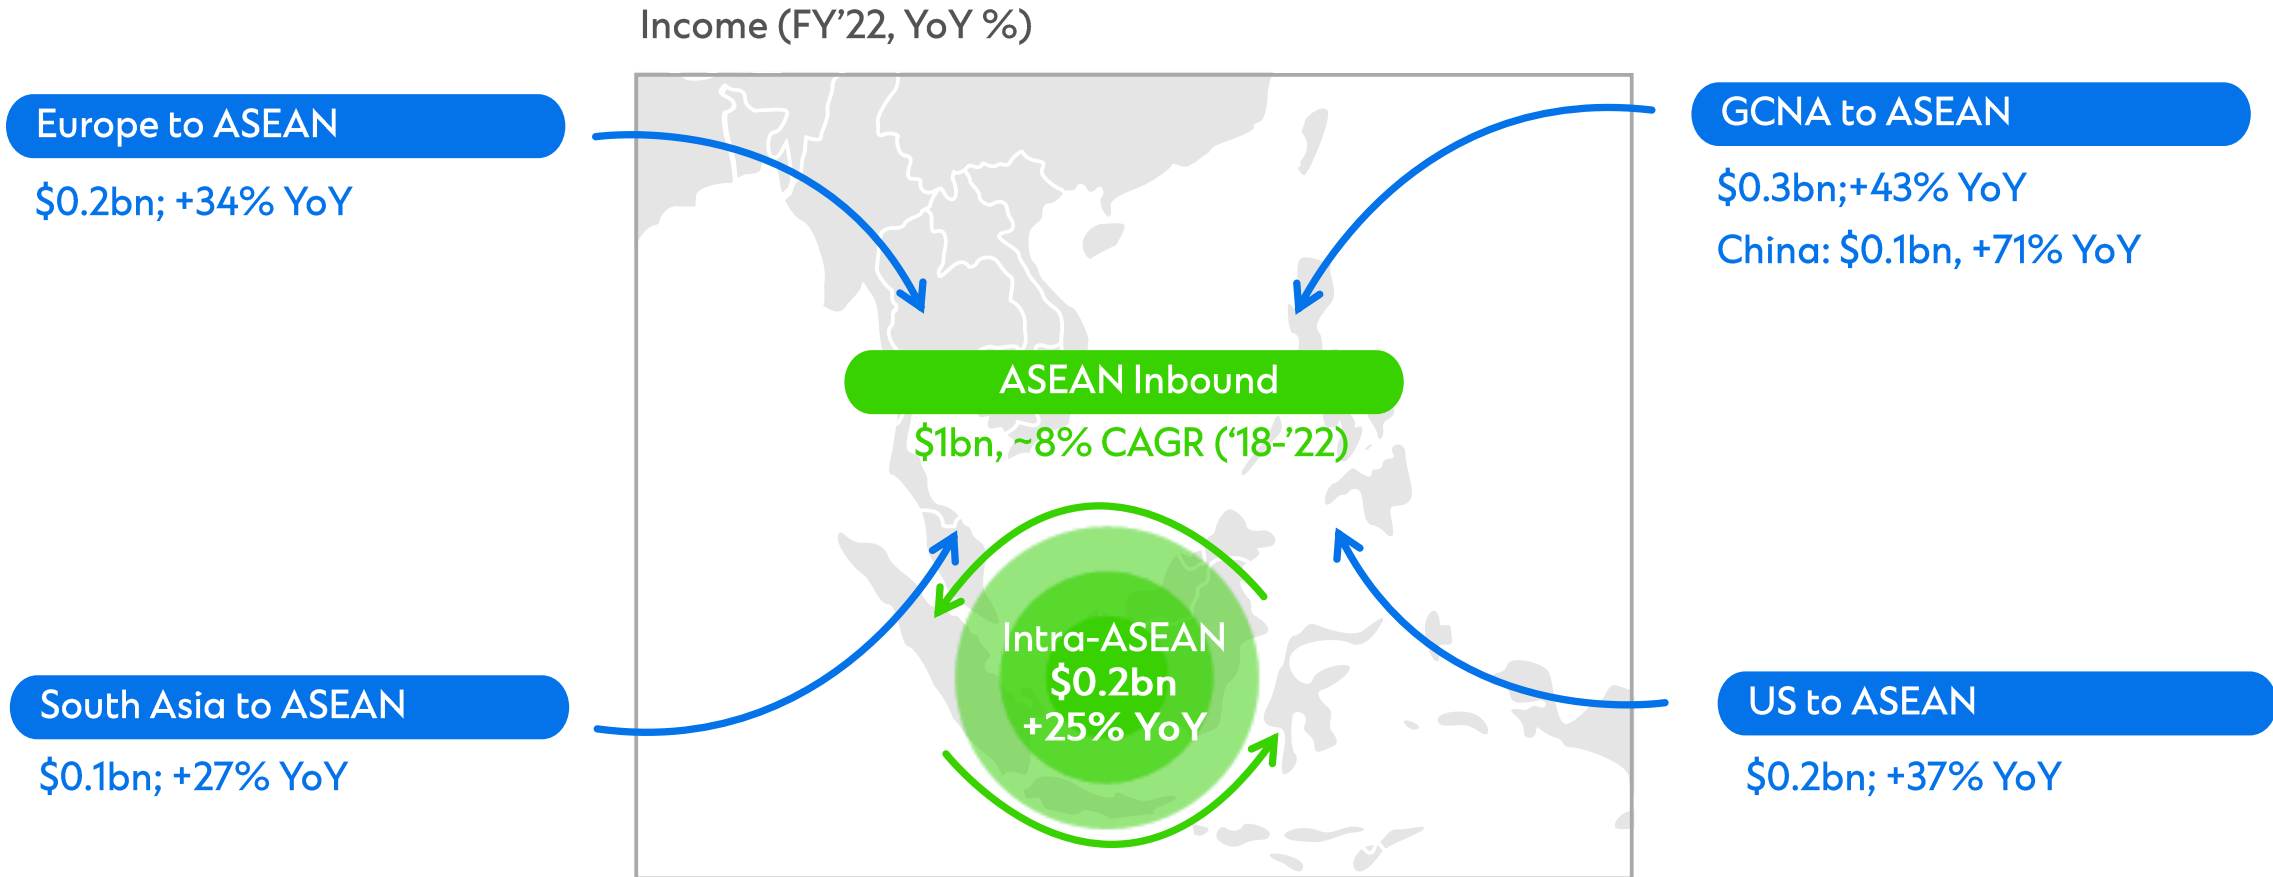 Income (FY’22, YoY %)
Europe to ASEAN
$0.2bn; +34% YoY
GCNA to ASEAN
$0.3bn;+43% YoY
China: $0.1bn, +71% YoY
ASEAN Inbound
$1bn, ~8% CAGR (‘18-’22)
Intra-ASEAN
$0.2bn
+25% YoY
South Asia to ASEAN
$0.1bn; +27% YoY
US to ASEAN
$0.2bn; +37% YoY